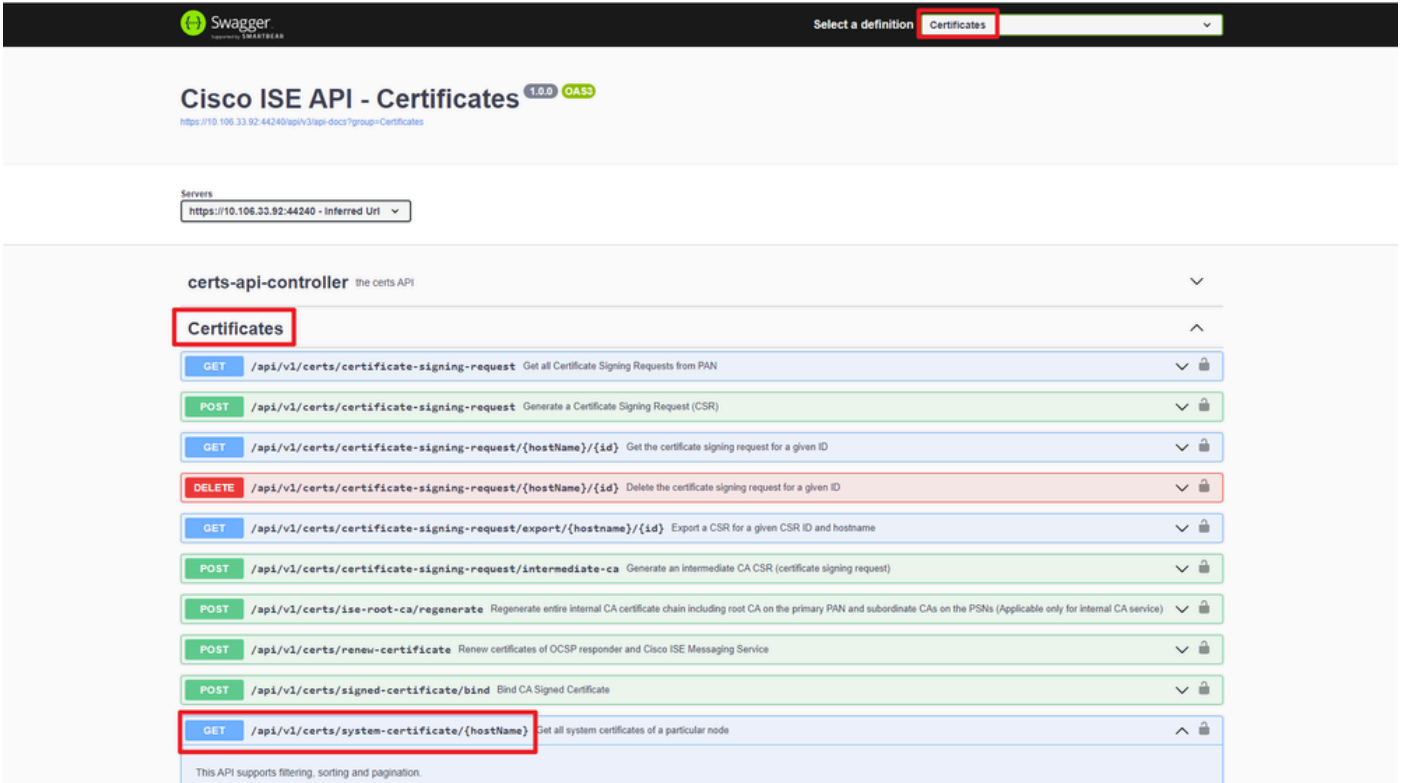 Swagger.
Supported by SMARTBEAR
Select a definition Certificates
Cisco ISE API - Certificates 1.0.0 OAS3
https://10.106.33.92:44240/api/v3/api-docs?group=Certificates
Servers
https://10.106.33.92:44240 - Inferred Url
certs-api-controller the certs API
Certificates
GET /api/v1/certs/certificate-signing-request Get all Certificate Signing Requests from PAN
POST /api/v1/certs/certificate-signing-request Generate a Certificate Signing Request (CSR)
GET /api/v1/certs/certificate-signing-request/{hostName}/{id} Get the certificate signing request for a given ID
DELETE /api/v1/certs/certificate-signing-request/{hostName}/{id} Delete the certificate signing request for a given ID
GET /api/v1/certs/certificate-signing-request/export/{hostname}/{id} Export a CSR for a given CSR ID and hostname
POST /api/v1/certs/certificate-signing-request/intermediate-ca Generate an intermediate CA CSR (certificate signing request)
POST /api/v1/certs/ise-root-ca/regenerate Regenerate entire internal CA certificate chain including root CA on the primary PAN and subordinate CAs on the PSNs (Applicable only for internal CA service)
POST /api/v1/certs/renew-certificate Renew certificates of OCSP responder and Cisco ISE Messaging Service
POST /api/v1/certs/signed-certificate/bind Bind CA Signed Certificate
GET /api/v1/certs/system-certificate/{hostName} Get all system certificates of a particular node
This API supports filtering, sorting and pagination.